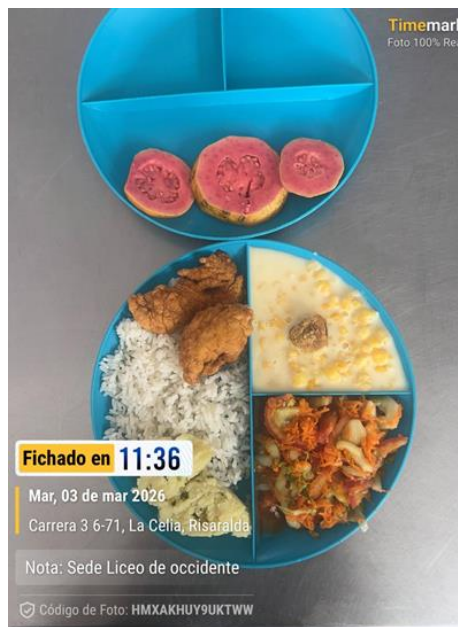 Timemark
Foto 100% Rea
Fichado en 11:36
Mar, 03 de mar 2026
Carrera 3 6-71, La Celia, Risaralda
Nota: Sede Liceo de occidente
Código de Foto: HMXAKHUY9UKTWW